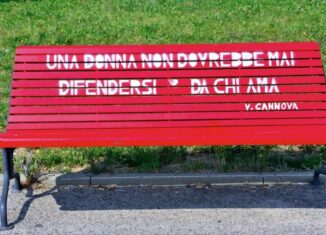 UNA DONNA NON DOVREBBE MAI
DIFENDERSI DA CHI AMA
V. CANNOVA